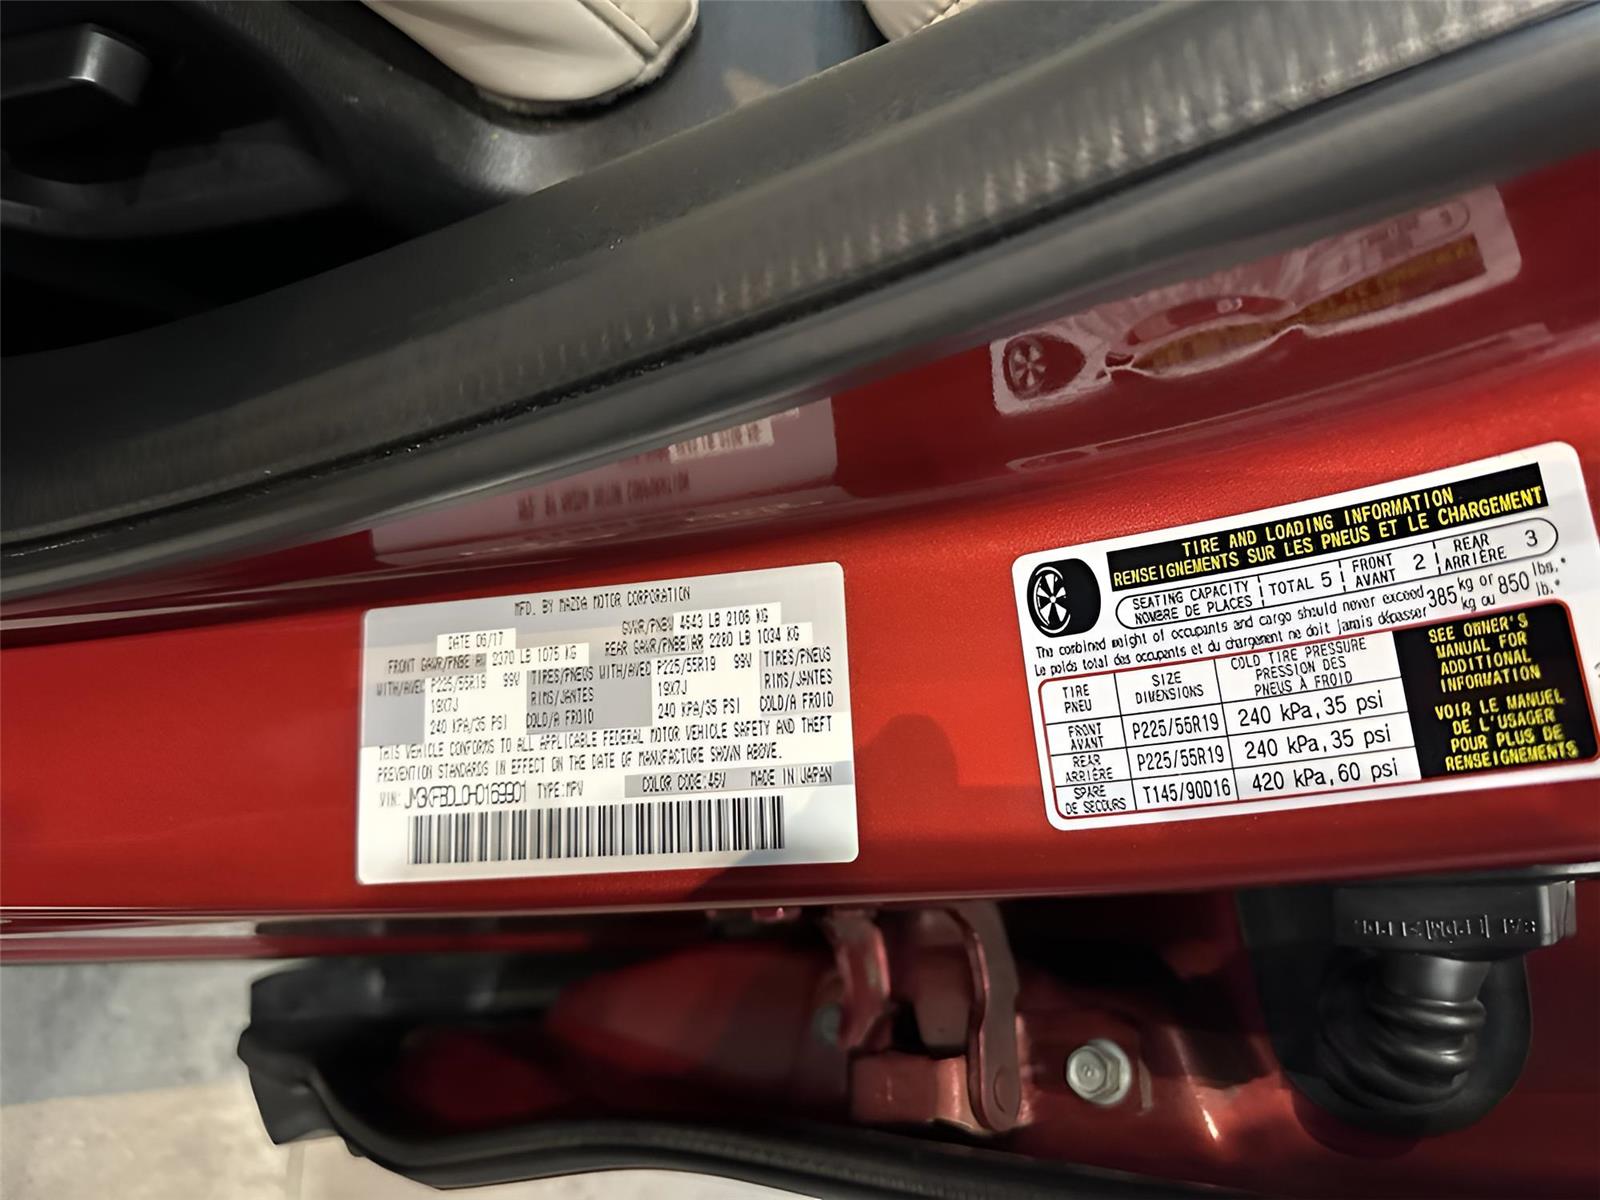 MFD. BY MAZDA MOTOR CORPORATION
DATE 06/17 GVWR/PNBV 4643 LB 2106 KG
FRONT GAWR/PNBE AV 2370 LB 1075 KG REAR GAWR/PNBE AR 2280 LB 1034 KG
WITH/AVEC P225/55R19 99V TIRES/PNEUS WITH/AVEC P225/55R19 99V TIRES/PNEUS
19X7J RIMS/JANTES 19X7J RIMS/JANTES
240 KPA/35 PSI COLD/A FROID 240 KPA/35 PSI COLD/A FROID
THIS VEHICLE CONFORMS TO ALL APPLICABLE FEDERAL MOTOR VEHICLE SAFETY AND THEFT
PREVENTION STANDARDS IN EFFECT ON THE DATE OF MANUFACTURE SHOWN ABOVE.
VIN: JM3KFBDL0H0169901 TYPE:MPV COLOR CODE:46V MADE IN JAPAN
TIRE AND LOADING INFORMATION
RENSEIGNEMENTS SUR LES PNEUS ET LE CHARGEMENT
SEATING CAPACITY TOTAL 5 FRONT 2 REAR 3
NOMBRE DE PLACES AVANT ARRIÈRE
The combined weight of occupants and cargo should never exceed 385 kg or 850 lbs.
Le poids total des occupants et du chargement ne doit jamais dépasser kg ou lb.
TIRE SIZE COLD TIRE PRESSURE
PNEU DIMENSIONS PRESSION DES
PNEUS À FROID
FRONT P225/55R19 240 kPa, 35 psi
AVANT
REAR P225/55R19 240 kPa, 35 psi
ARRIÈRE
SPARE T145/90D16 420 kPa, 60 psi
DE SECOURS
SEE OWNER'S
MANUAL FOR
ADDITIONAL
INFORMATION
VOIR LE MANUEL
DE L'USAGER
POUR PLUS DE
RENSEIGNEMENTS